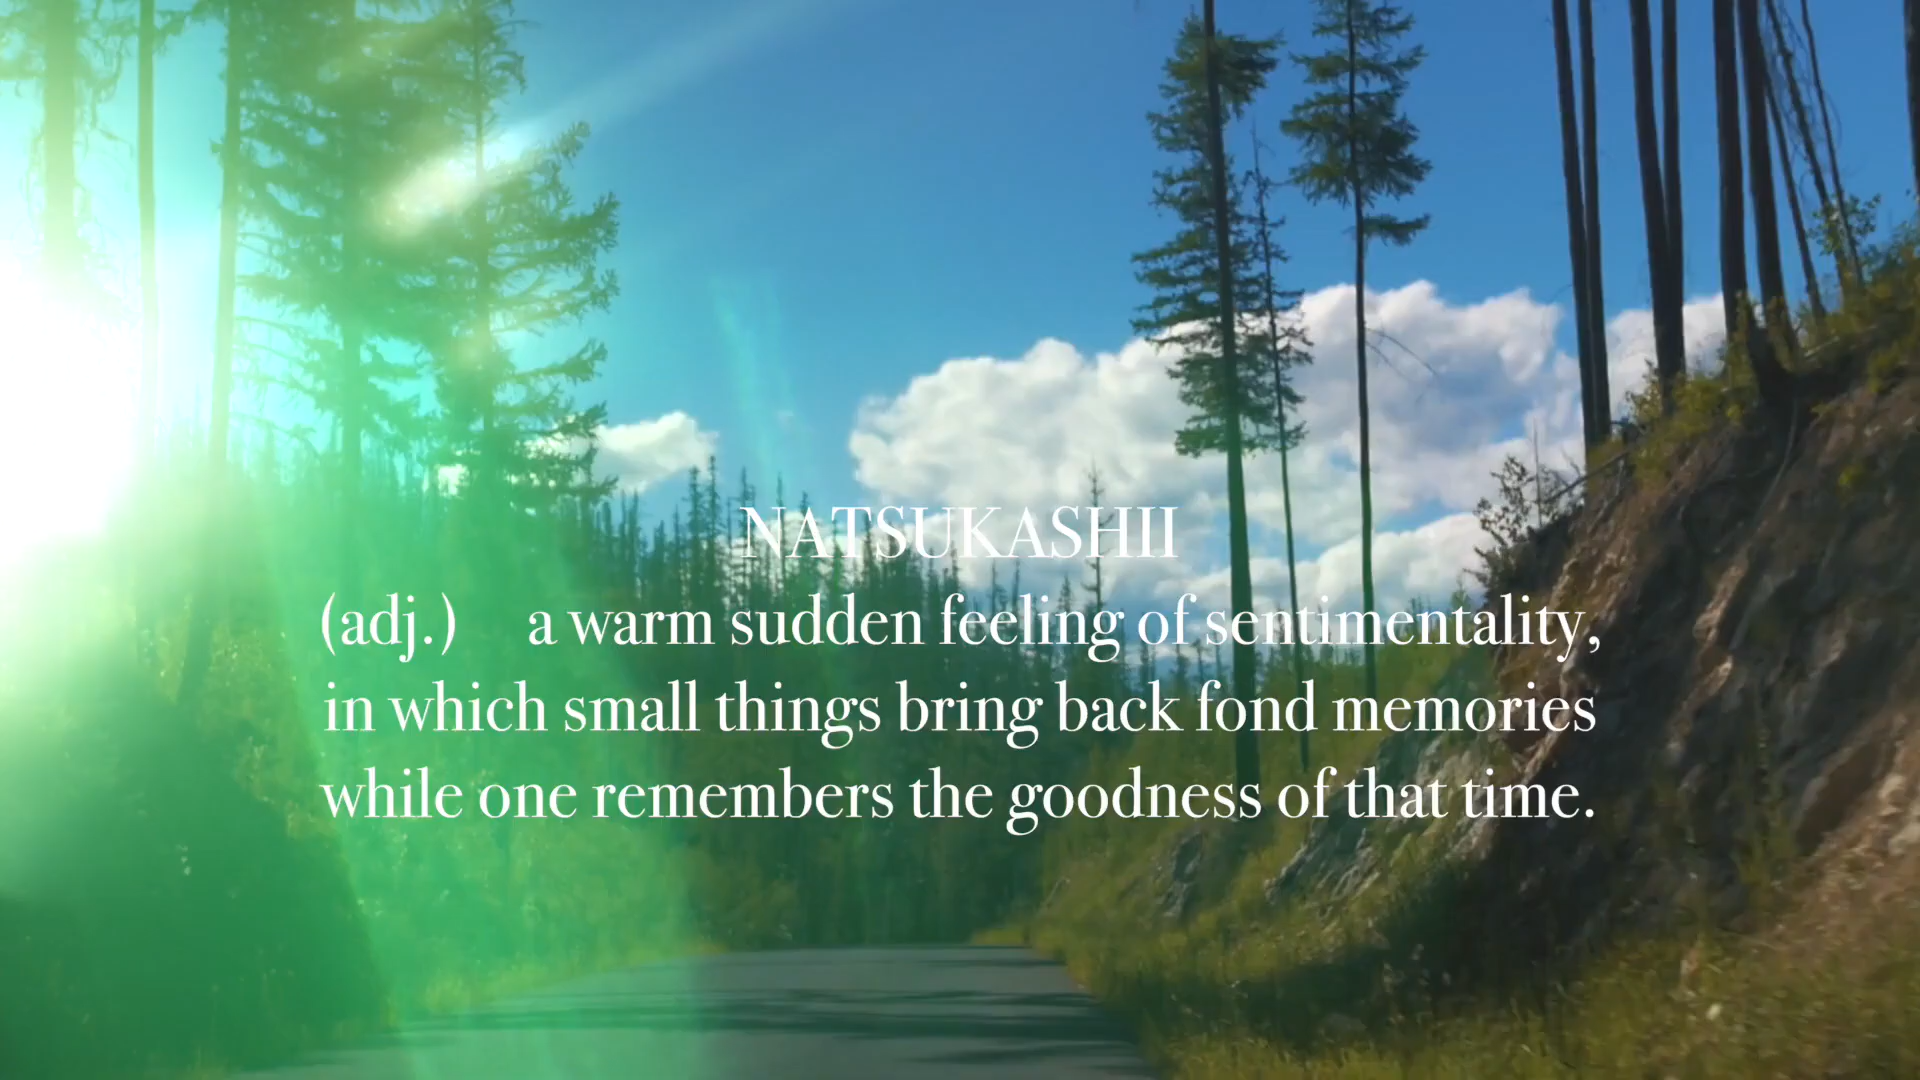 NATSUKASHII
(adj.) a warm sudden feeling of sentimentality,
in which small things bring back fond memories
while one remembers the goodness of that time.